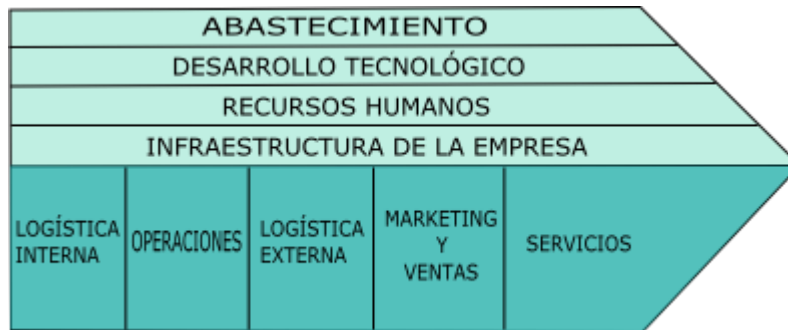 ABASTECIMIENTO
DESARROLLO TECNOLÓGICO
RECURSOS HUMANOS
INFRAESTRUCTURA DE LA EMPRESA
LOGÍSTICA
INTERNA
OPERACIONES
LOGÍSTICA
EXTERNA
MARKETING
Y
VENTAS
SERVICIOS